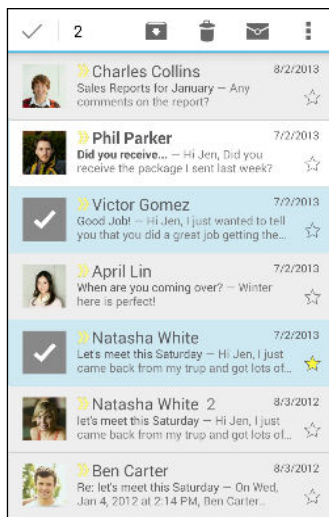 2
Charles Collins 8/2/2013
Sales Reports for January – Any
comments on the report?
Phil Parker 7/2/2013
Did you receive... – Hi Jen, Did you
receive the package I sent last week?
Victor Gomez 7/2/2013
Good Job! – Hi Jen, I just wanted to tell
you that you did a great job getting the...
April Lin 7/2/2013
When are you coming over? – Winter
here is perfect!
Natasha White 7/2/2013
Let's meet this Saturday – Hi Jen, I just
came back from my trup and got lots of...
Natasha White 2 8/3/2012
let's meet this Saturday – Hi Jen, I just
came back from my trup and got lots of...
Ben Carter 8/3/2012
Re: let's meet this Saturday – On Wed,
Jan 4, 2012 at 2:14 PM, Ben Carter...